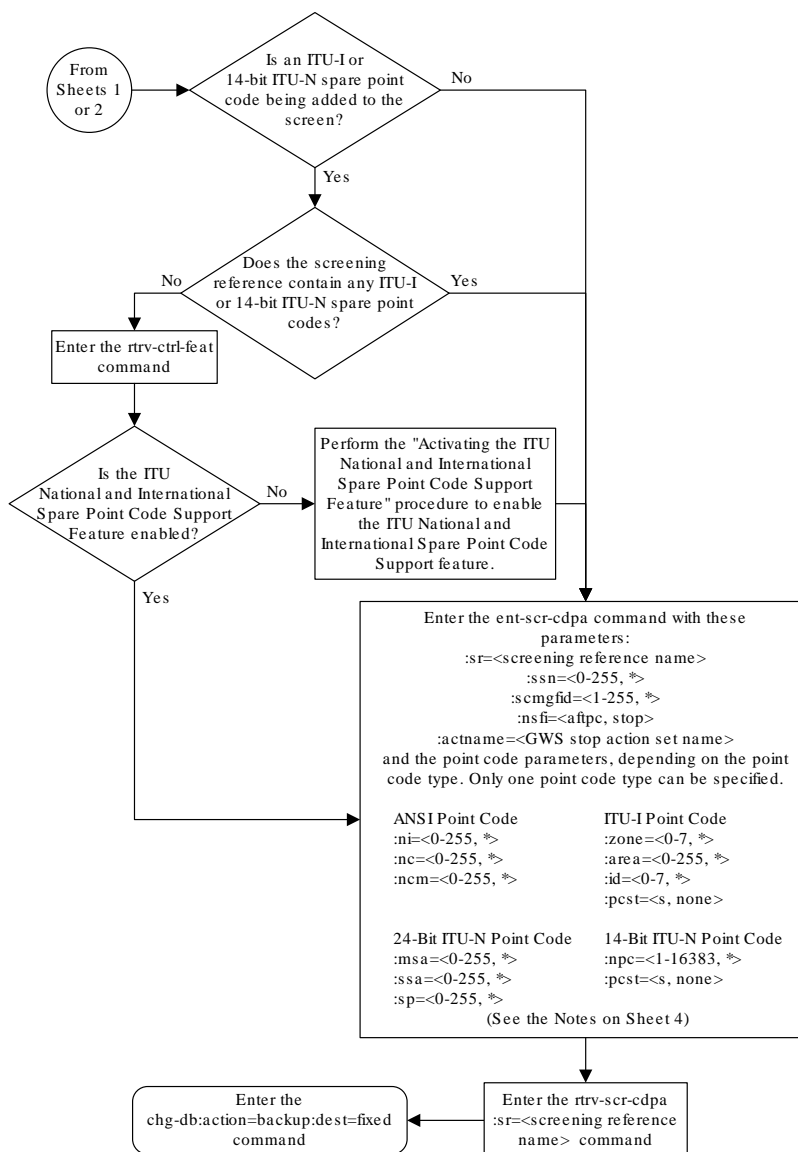 From
Sheets 1
or 2
Is an ITU-I or
14-bit ITU-N spare point
code being added to the
screen?
No
Yes
Does the screening
reference contain any ITU-I
or 14-bit ITU-N spare point
codes?
No
Yes
Enter the rtrv-ctrl-feat
command
Is the ITU
National and International
Spare Point Code Support
Feature enabled?
No
Yes
Perform the "Activating the ITU
National and International
Spare Point Code Support
Feature" procedure to enable
the ITU National and
International Spare Point Code
Support feature.
Enter the ent-scr-cdpa command with these
parameters:
:sr=<screening reference name>
:ssn=<0-255, *>
:scmgfid=<1-255, *>
:nsfi=<aftpc, stop>
:actname=<GWS stop action set name>
and the point code parameters, depending on the point
code type. Only one point code type can be specified.
ANSI Point Code
:ni=<0-255, *>
:nc=<0-255, *>
:ncm=<0-255, *>
ITU-I Point Code
:zone=<0-7, *>
:area=<0-255, *>
:id=<0-7, *>
:pcst=<s, none>
24-Bit ITU-N Point Code
:msa=<0-255, *>
:ssa=<0-255, *>
:sp=<0-255, *>
14-Bit ITU-N Point Code
:npc=<1-16383, *>
:pcst=<s, none>
(See the Notes on Sheet 4)
Enter the rtrv-scr-cdpa
:sr=<screening reference
name> command
Enter the
chg-db:action=backup:dest=fixed
command